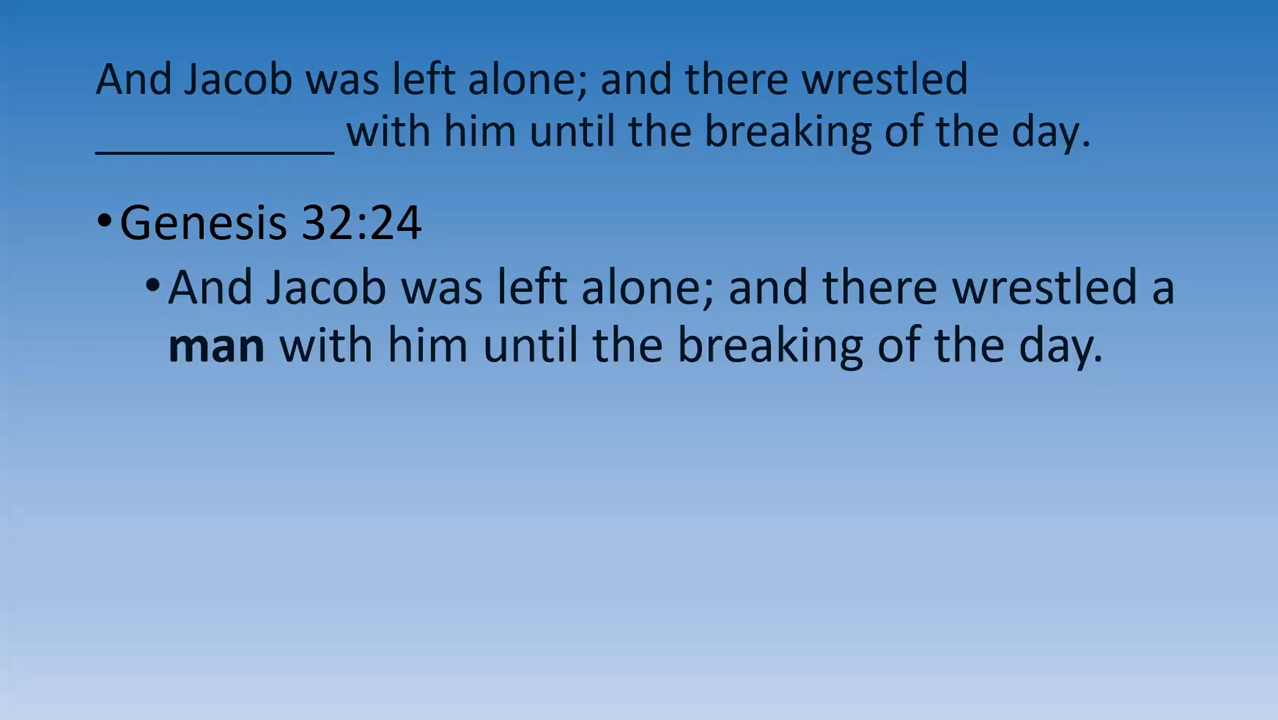 And Jacob was left alone; and there wrestled
__________ with him until the breaking of the day.
•Genesis 32:24
•And Jacob was left alone; and there wrestled a
man with him until the breaking of the day.